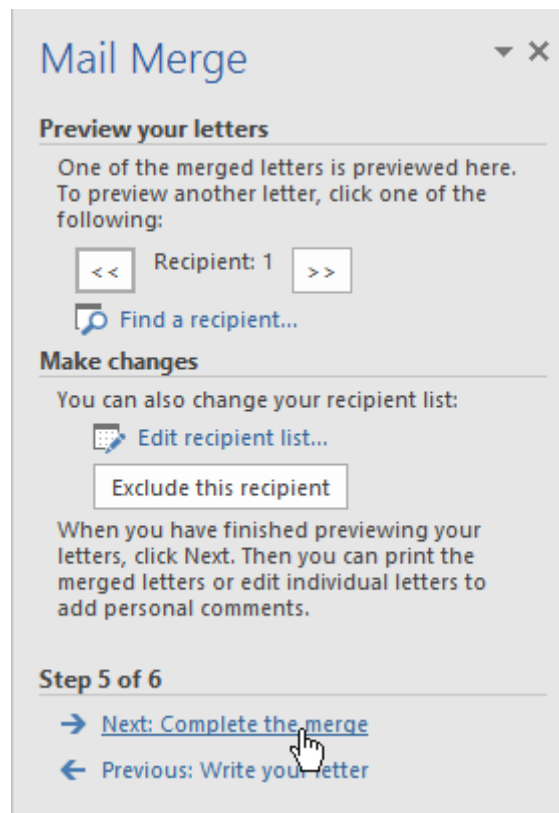 Mail Merge
Preview your letters
One of the merged letters is previewed here.
To preview another letter, click one of the
following:
<< Recipient: 1 >>
Find a recipient...
Make changes
You can also change your recipient list:
Edit recipient list...
Exclude this recipient
When you have finished previewing your
letters, click Next. Then you can print the
merged letters or edit individual letters to
add personal comments.
Step 5 of 6
Next: Complete the merge
Previous: Write your letter